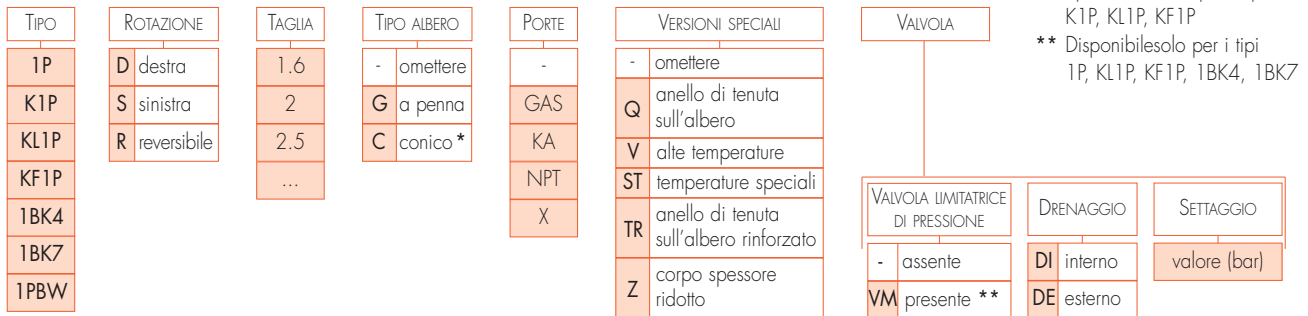 TIPO
1P
K1P
KL1P
KF1P
1BK4
1BK7
1PBW
ROTAZIONE
D destra
S sinistra
R reversibile
TAGLIA
1.6
2
2.5
...
TIPO ALBERO
- omettere
G a penna
C conico *
PORTE
-
GAS
KA
NPT
X
VERSIONI SPECIALI
- omettere
Q anello di tenuta
sull'albero
V alte temperature
ST temperature speciali
TR anello di tenuta
sull'albero rinforzato
Z corpo spessore
ridotto
VALVOLA
VALVOLA LIMITATRICE
DI PRESSIONE
- assente
VM presente **
DRENAGGIO
DI interno
DE esterno
SETTAGGIO
valore (bar)
K1P, KL1P, KF1P
** Disponibilesolo per i tipi
1P, KL1P, KF1P, 1BK4, 1BK7